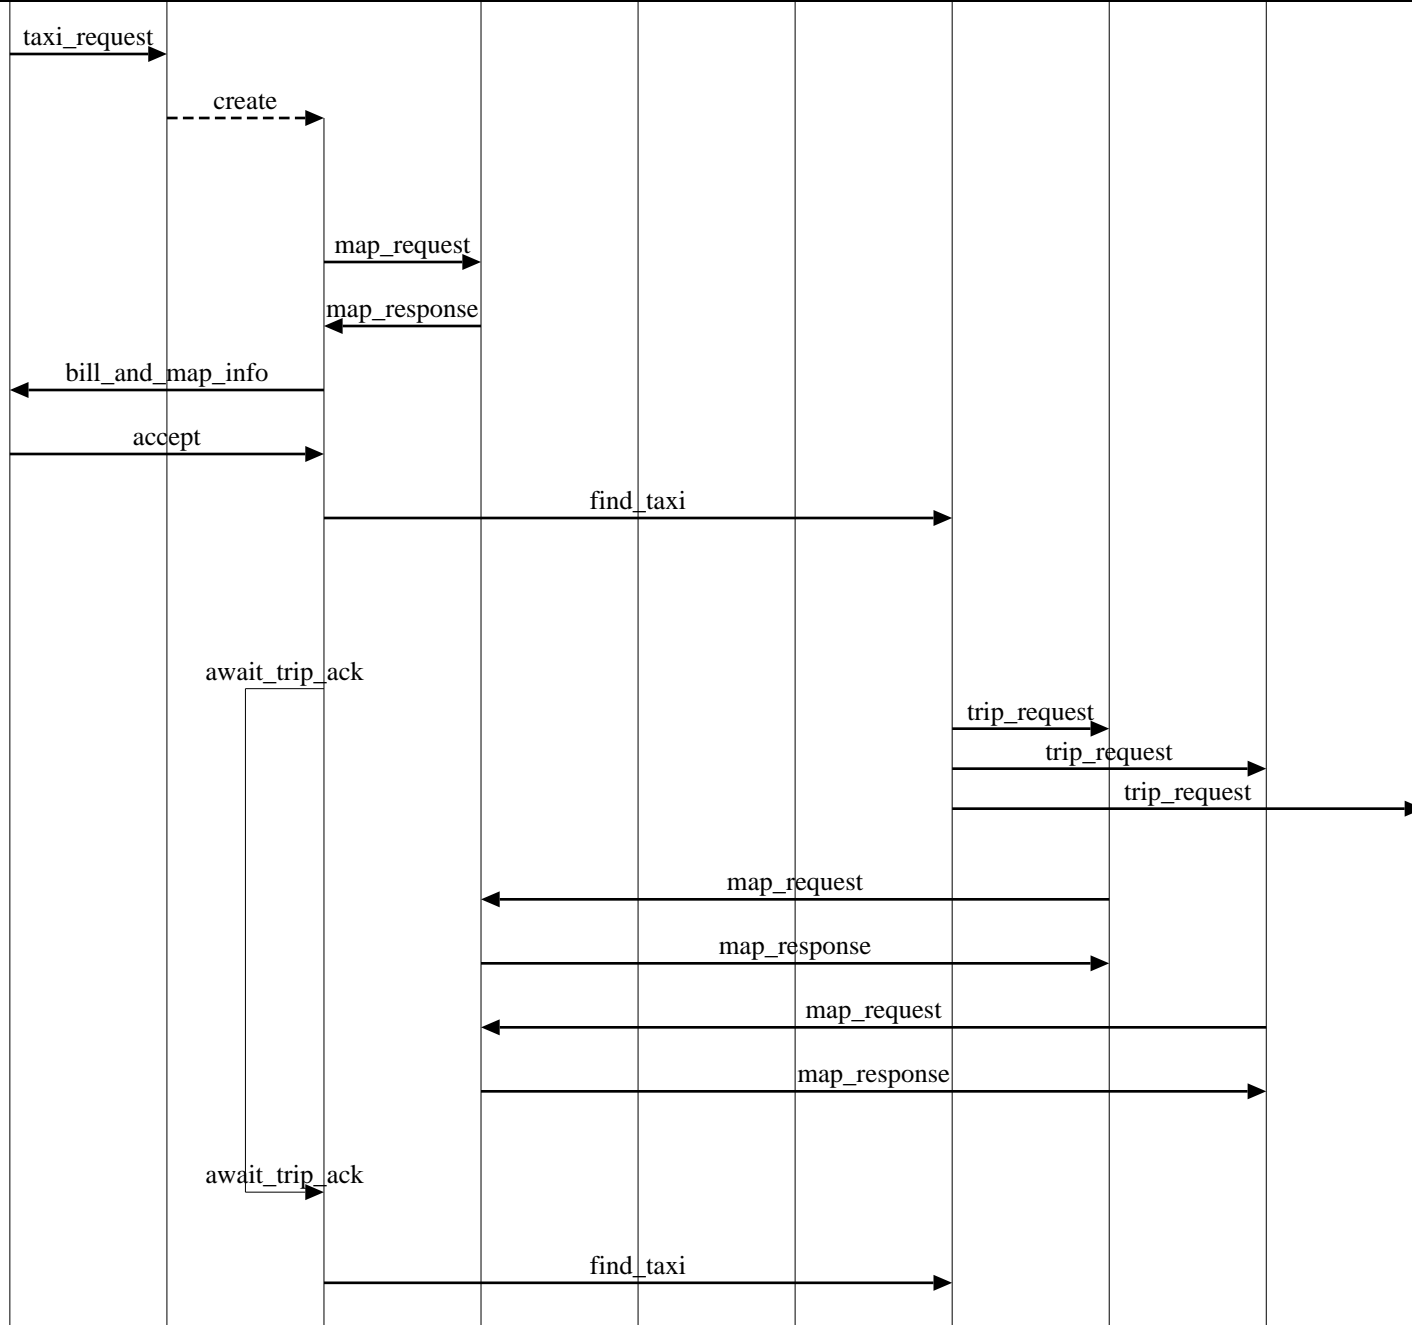 taxi_request
create
map_request
map_response
bill_and_map_info
accept
find_taxi
await_trip_ack
trip_request
trip_request
trip_request
map_request
map_response
map_request
map_response
await_trip_ack
find_taxi